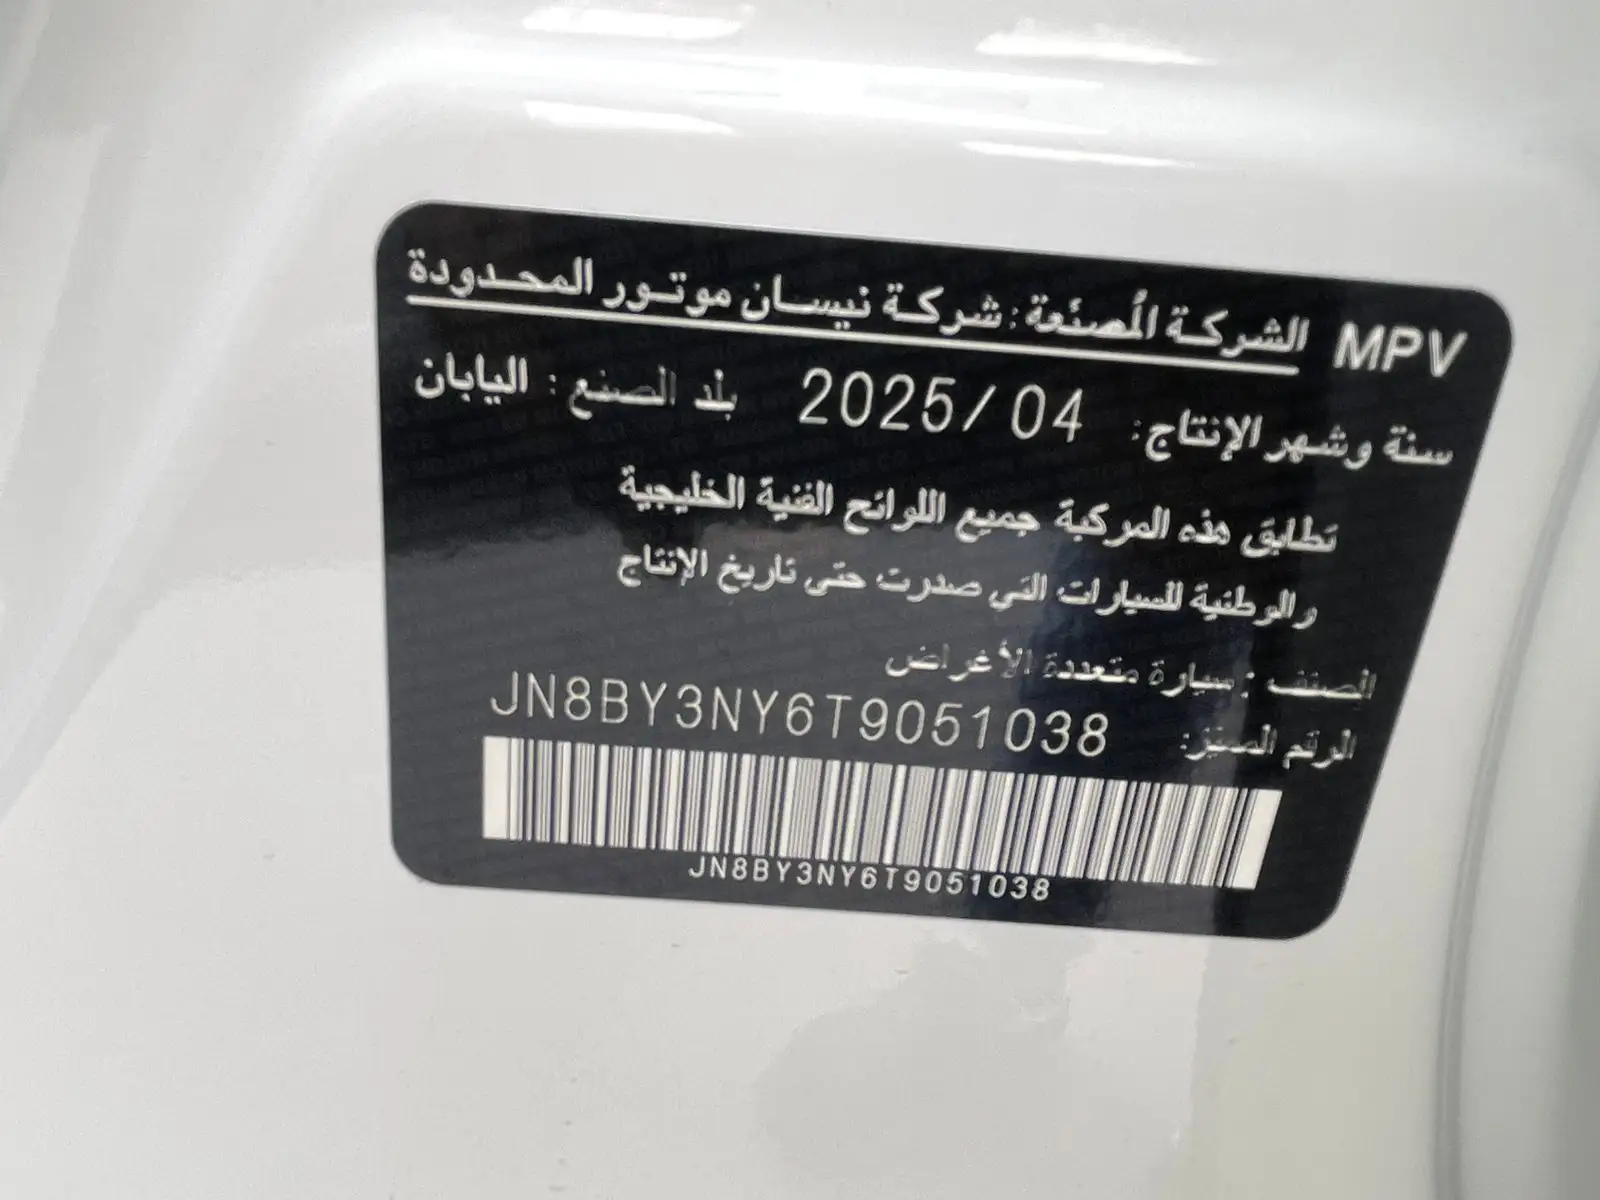 MPV الشركة المُصنّعة : شركة نيسان موتور المحدودة
سنة وشهر الإنتاج: 2025/04 بلد الصنع : اليابان
تطابق هذه المركبة جميع اللوائح الفنية الخليجية
والوطنية للسيارات التي صدرت حتى تاريخ الإنتاج
الصنف : سيارة متعددة الأغراض
الرقم المميز: JN8BY3NY6T9051038
JN8BY3NY6T9051038